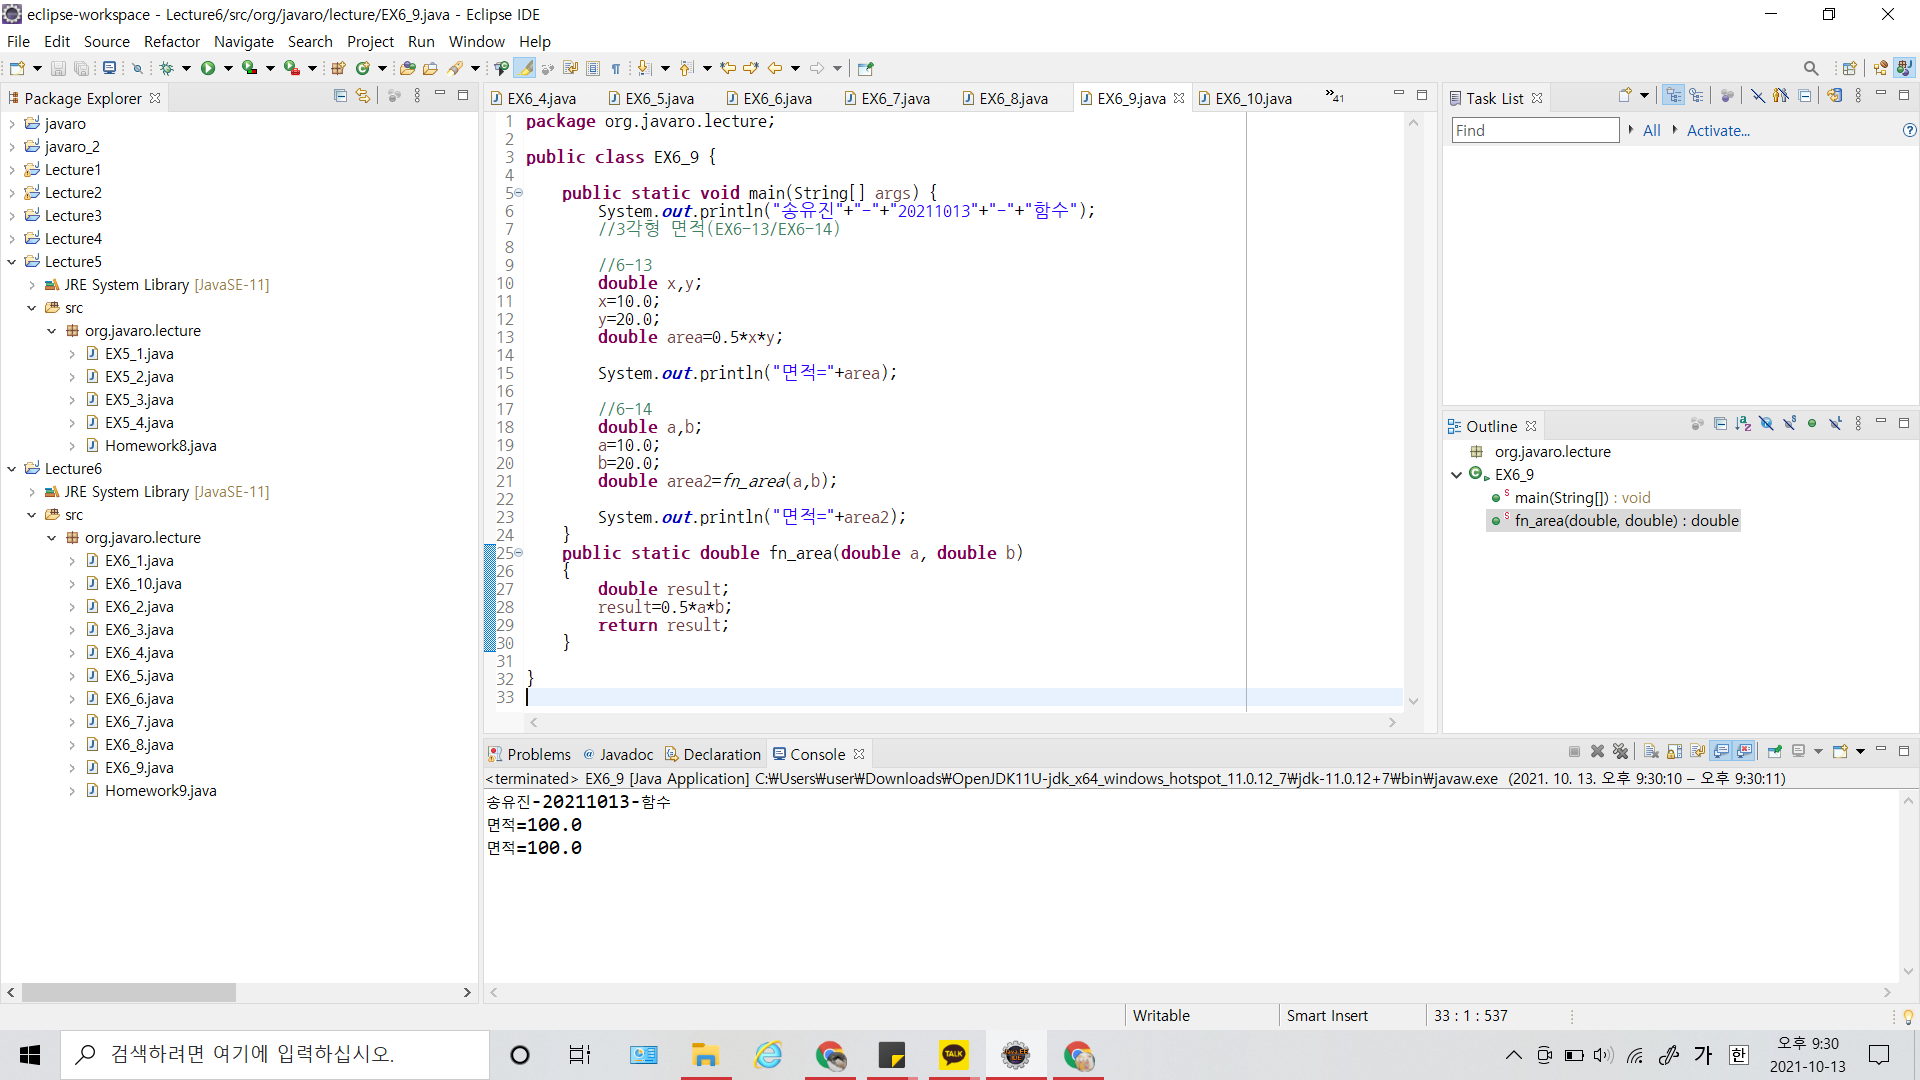 eclipse-workspace - Lecture6/src/org/javaro/lecture/EX6_9.java - Eclipse IDE
File Edit Source Refactor Navigate Search Project Run Window Help
Package Explorer
javaro
javaro_2
Lecture1
Lecture2
Lecture3
Lecture4
Lecture5
JRE System Library [JavaSE-11]
src
org.javaro.lecture
EX5_1.java
EX5_2.java
EX5_3.java
EX5_4.java
Homework8.java
Lecture6
JRE System Library [JavaSE-11]
src
org.javaro.lecture
EX6_1.java
EX6_10.java
EX6_2.java
EX6_3.java
EX6_4.java
EX6_5.java
EX6_6.java
EX6_7.java
EX6_8.java
EX6_9.java
Homework9.java
EX6_4.java EX6_5.java EX6_6.java EX6_7.java EX6_8.java EX6_9.java EX6_10.java »41
1 package org.javaro.lecture;
2
3 public class EX6_9 {
4
5 public static void main(String[] args) {
6 System.out.println("송유진"+"-"+"20211013"+"-"+"함수");
7 //3각형 면적(EX6-13/EX6-14)
8
9 //6-13
10 double x,y;
11 x=10.0;
12 y=20.0;
13 double area=0.5*x*y;
14
15 System.out.println("면적="+area);
16
17 //6-14
18 double a,b;
19 a=10.0;
20 b=20.0;
21 double area2=fn_area(a,b);
22
23 System.out.println("면적="+area2);
24 }
25 public static double fn_area(double a, double b)
26 {
27 double result;
28 result=0.5*a*b;
29 return result;
30 }
31
32 }
33
Task List
Find All Activate...
Outline
org.javaro.lecture
EX6_9
main(String[]) : void
fn_area(double, double) : double
Problems @ Javadoc Declaration Console
<terminated> EX6_9 [Java Application] C:₩Users₩user₩Downloads₩OpenJDK11U-jdk_x64_windows_hotspot_11.0.12_7₩jdk-11.0.12+7₩bin₩javaw.exe (2021. 10. 13. 오후 9:30:10 – 오후 9:30:11)
송유진-20211013-함수
면적=100.0
면적=100.0
Writable Smart Insert 33 : 1 : 537
검색하려면 여기에 입력하십시오.
TALK
가 한
오후 9:30
2021-10-13